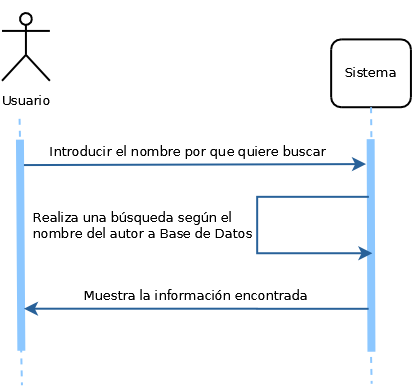 Usuario
Sistema
Introducir el nombre por que quiere buscar
Realiza una búsqueda según el
nombre del autor a Base de Datos
Muestra la información encontrada